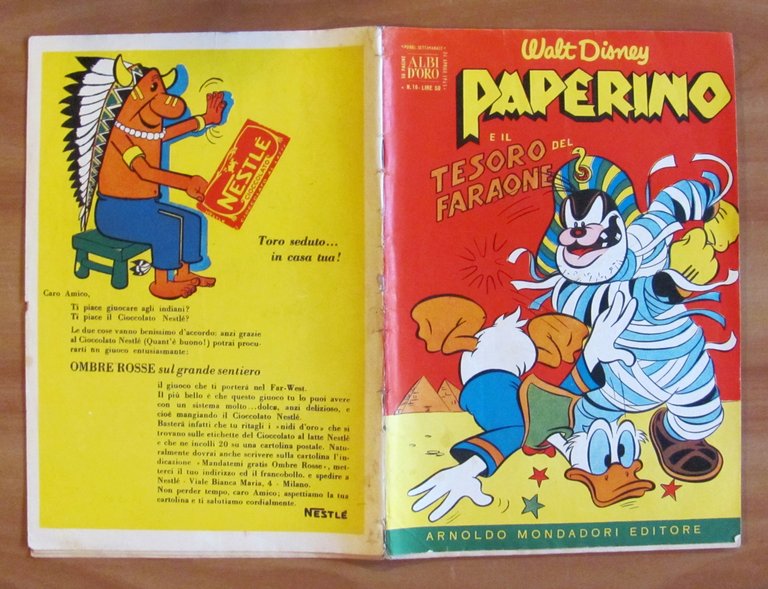 NESTLÉ
CIOCCOLATO
Toro seduto...
in casa tua!
Caro Amico,
Ti piace giuocare agli indiani?
Ti piace il Cioccolato Nestlé?
Le due cose vanno benissimo d'accordo: anzi grazie
al Cioccolato Nestlé (Quant'è buono!) potrai procu-
rarti un giuoco entusiasmante:
OMBRE ROSSE sul grande sentiero
il giuoco che ti porterà nel Far-West.
Il più bello è che questo giuoco tu lo puoi avere
con un sistema molto...dolce, anzi delizioso, e
cioè mangiando il Cioccolato Nestlé.
Basterà infatti che tu ritagli i «nidi d'oro» che si
trovano sulle etichette del Cioccolato al latte Nestlé
e che ne incolli 20 su una cartolina postale. Natu-
ralmente dovrai anche scrivere sulla cartolina l'in-
dicazione «Mandatemi gratis Ombre Rosse», met-
terci il tuo indirizzo ed il francobollo, e spedire a
Nestlé - Viale Bianca Maria, 4 - Milano.
Non perder tempo, caro Amico; aspettiamo la tua
cartolina e ti salutiamo cordialmente.
NESTLÉ
ALBI
D'ORO
N. 16 - LIRE 50
Walt Disney
PAPERINO
E IL
TESORO DEL
FARAONE
ARNOLDO MONDADORI EDITORE